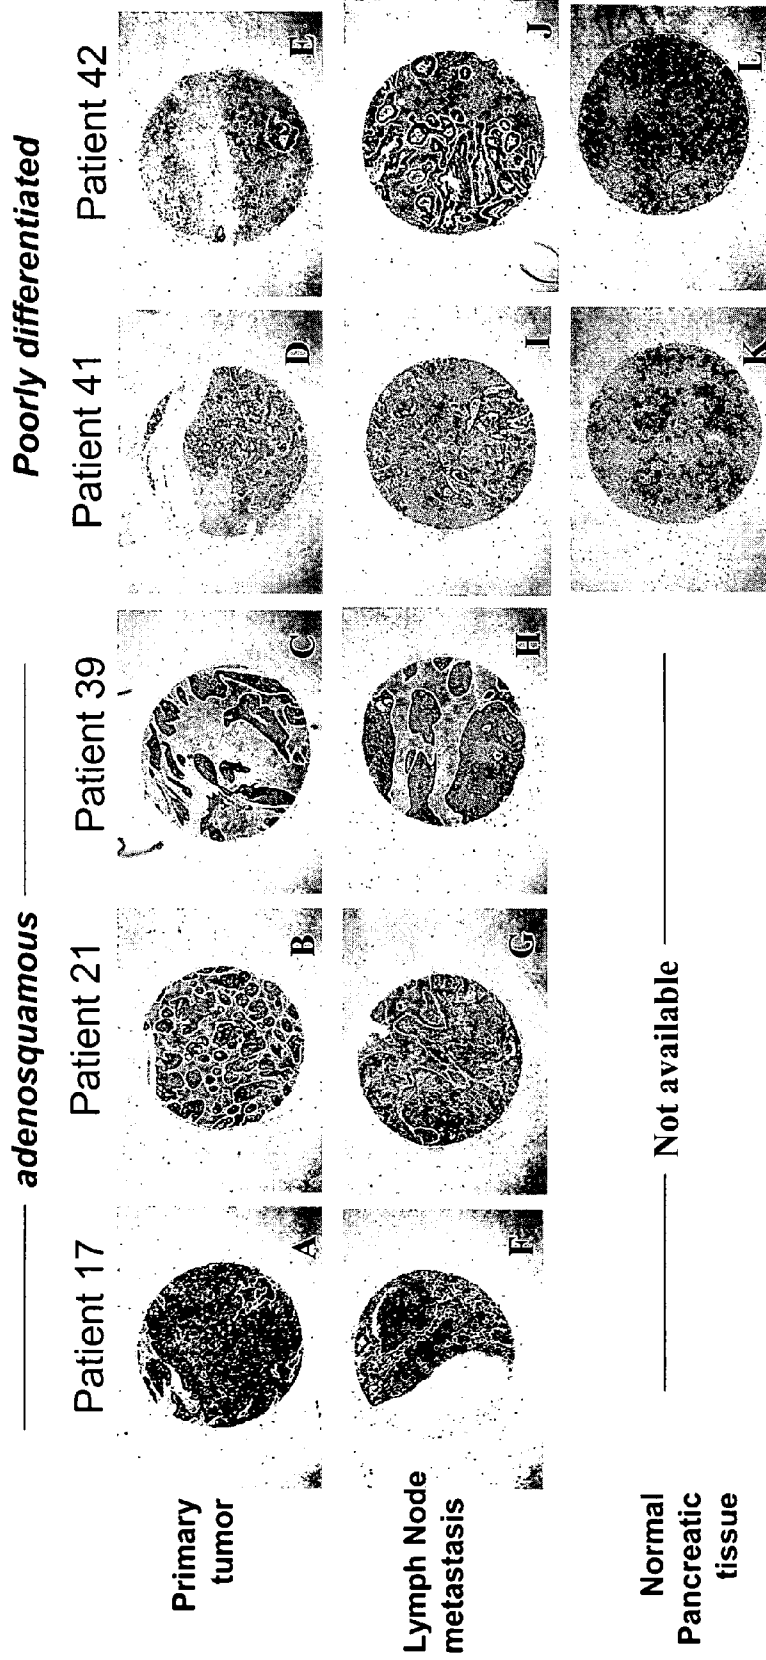 adenosquamous
Poorly differentiated
Patient 17
Patient 21
Patient 39
Patient 41
Patient 42
Primary
tumor
A
B
C
D
E
Lymph Node
metastasis
F
G
H
I
J
Normal
Pancreatic
tissue
Not available
K
L